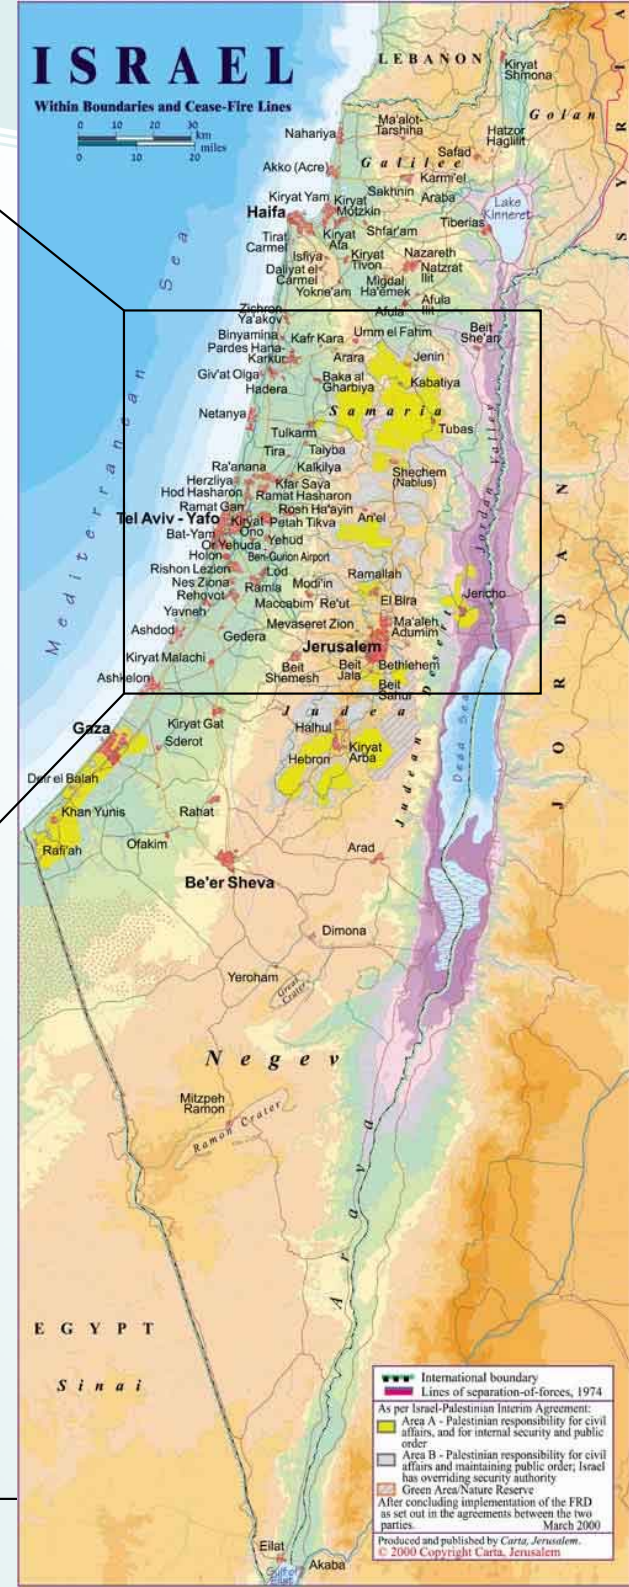 ISRAEL
Within Boundaries and Cease-Fire Lines
0 10 20 30
km
miles
0 10 20
LEBANON
SYRIA
Kiryat
Shmona
Golan
Ma'alot-
Tarshiha
Nahariya
Hatzor
Haglilit
Safad
Galilee
Akko (Acre)
Karmi'el
Sakhnin
Araba
Lake
Kinneret
Kiryat Yam
Kiryat
Motzkin
Haifa
Tiberias
Shfar'am
Tirat
Carmel
Kiryat
Ata
Isfiya
Kiryat
Tivon
Nazareth
Natzrat
Ilit
Daliyat el
Carmel
Migdal
Ha'emek
Yokne'am
Afula
Ilit
Afula
Mediterranean Sea
Zichron
Ya'akov
Binyamina
Kafr Kara
Umm el Fahm
Beit
She'an
Pardes Hana-
Karkur
Arara
Jenin
Giv'at Olga
Baka al
Gharbiya
Kabatiya
Hadera
Samaria
Netanya
Tubas
Tulkarm
Tira
Taiyba
Ra'anana
Kalkilya
Shechem
(Nablus)
Herzliya
Kfar Sava
Hod Hasharon
Ramat Hasharon
Ramat Gan
Rosh Ha'ayin
Tel Aviv - Yafo
Kiryat
Ono
Petah Tikva
Ari'el
Bat-Yam
Yehud
Or Yehuda
Holon
Ben-Gurion Airport
Jordan Valley
Rishon Lezion
Lod
Ramallah
Nes Ziona
Ramla
Modi'in
Rehovot
Maccabim
Re'ut
El Bira
Jericho
Yavneh
Mevaseret Zion
Ma'aleh
Adumim
Ashdod
Gedera
Jerusalem
Kiryat Malachi
Beit
Shemesh
Beit
Jala
Bethlehem
Beit
Sahur
Ashkelon
Judea
Judean Desert
Dead Sea
JORDAN
Kiryat Gat
Halhul
Gaza
Sderot
Hebron
Kiryat
Arba
Deir el Balah
Khan Yunis
Rahat
Rafi'ah
Ofakim
Arad
Be'er Sheva
Dimona
Yeroham
Great
Crater
Negev
Mitzpeh
Ramon
Ramon Crater
Arava
EGYPT
Sinai
Eilat
Akaba
International boundary
Lines of separation-of-forces, 1974
As per Israel-Palestinian Interim Agreement:
Area A - Palestinian responsibility for civil
affairs, and for internal security and public
order
Area B - Palestinian responsibility for civil
affairs and maintaining public order; Israel
has overriding security authority
Green Area/Nature Reserve
After concluding implementation of the FRD
as set out in the agreements between the two
parties. March 2000
Produced and published by Carta, Jerusalem.
© 2000 Copyright Carta, Jerusalem